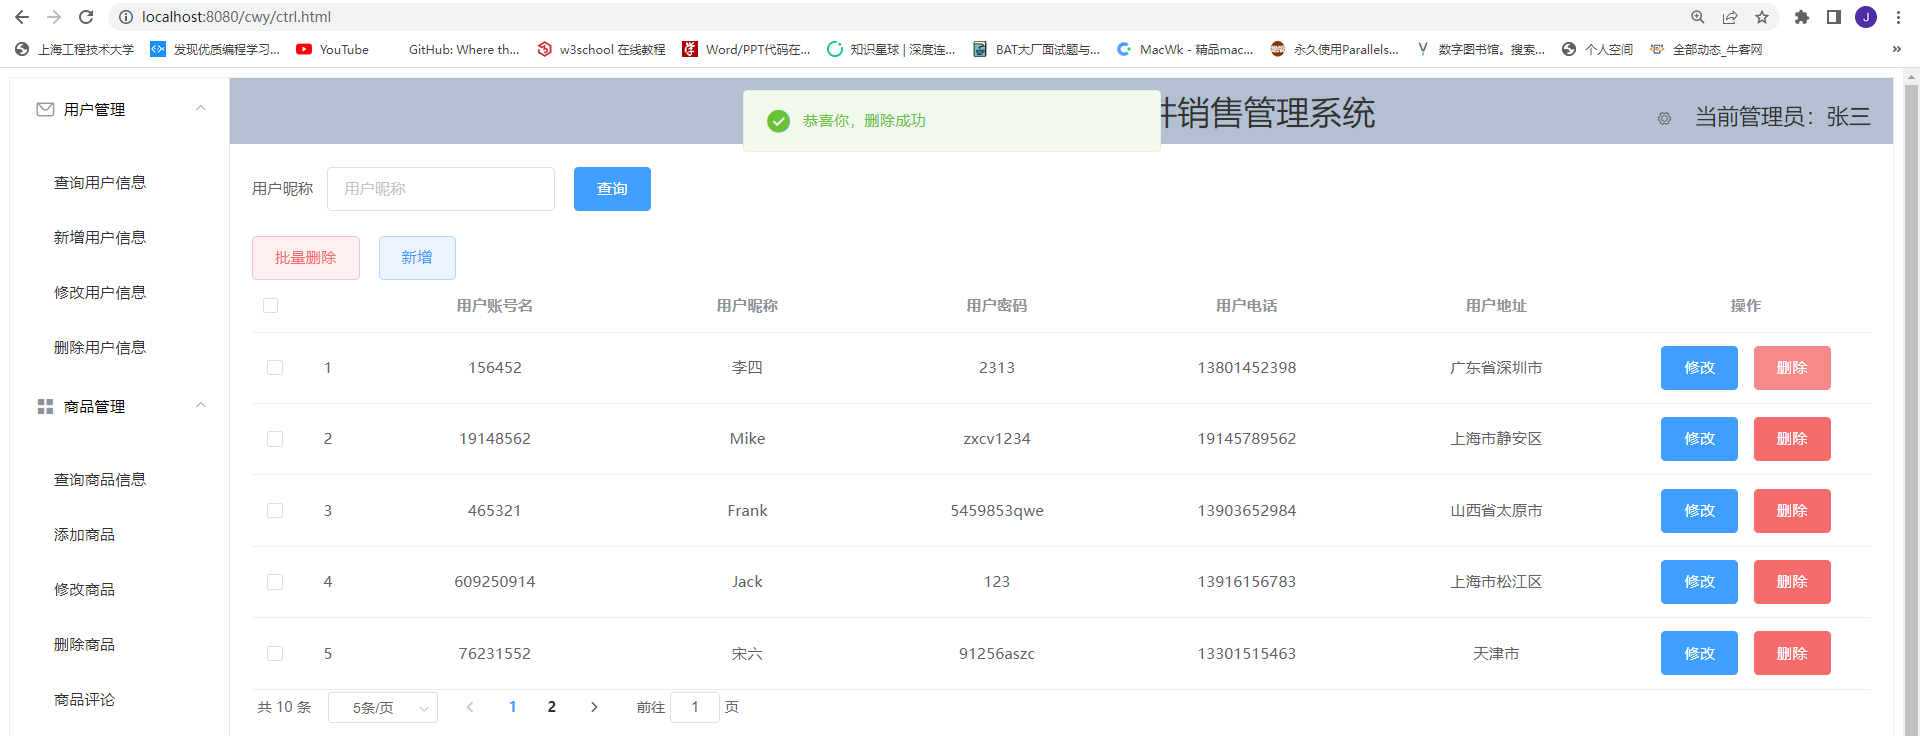 localhost:8080/cwy/ctrl.html
J
上海工程技术大学 发现优质编程学习... YouTube GitHub: Where th... w3school 在线教程 Word/PPT代码在... 知识星球 | 深度连... BAT大厂面试题与... MacWk - 精品mac... 永久使用Parallels... 数字图书馆。搜索... 个人空间 全部动态_牛客网 »
用户管理
查询用户信息
新增用户信息
修改用户信息
删除用户信息
商品管理
查询商品信息
添加商品
修改商品
删除商品
商品评论
恭喜你，删除成功
件销售管理系统
当前管理员：张三
用户昵称 用户昵称 查询
批量删除 新增
用户账号名 用户昵称 用户密码 用户电话 用户地址 操作
1 156452 李四 2313 13801452398 广东省深圳市 修改 删除
2 19148562 Mike zxcv1234 19145789562 上海市静安区 修改 删除
3 465321 Frank 5459853qwe 13903652984 山西省太原市 修改 删除
4 609250914 Jack 123 13916156783 上海市松江区 修改 删除
5 76231552 宋六 91256aszc 13301515463 天津市 修改 删除
共 10 条 5条/页 1 2 前往 1 页